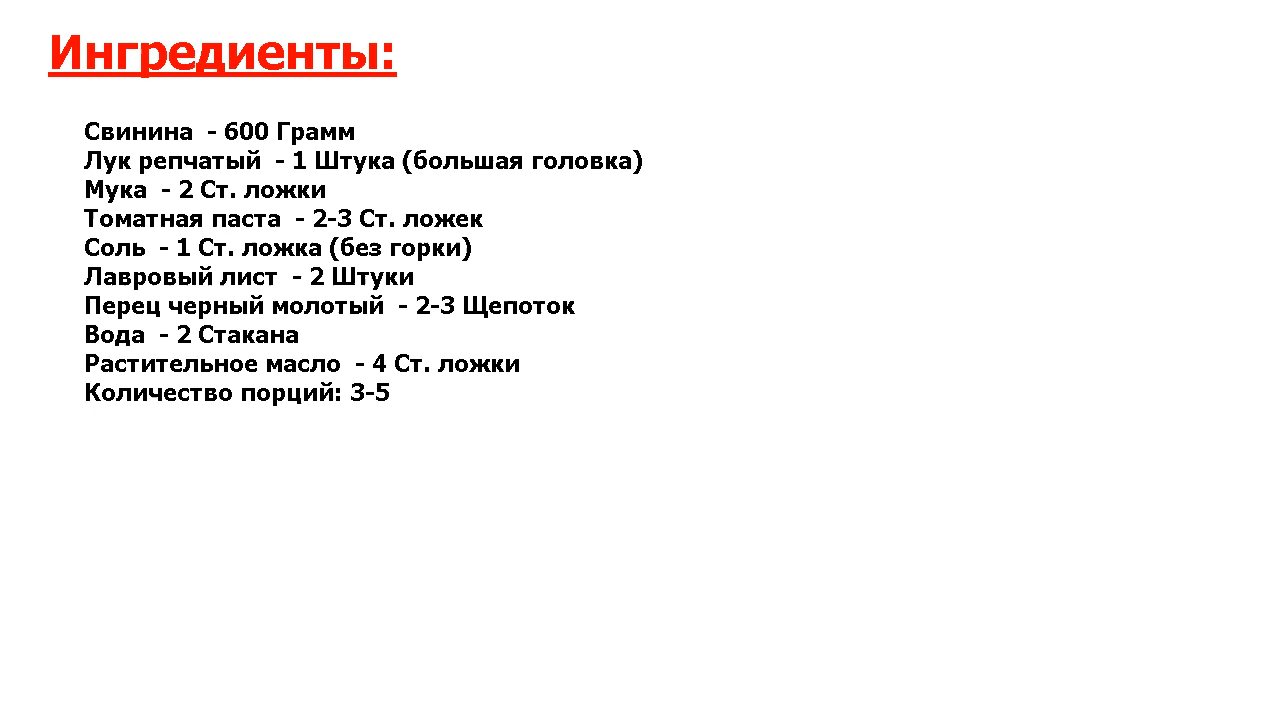 Ингредиенты:
Свинина - 600 Грамм
Лук репчатый - 1 Штука (большая головка)
Мука - 2 Ст. ложки
Томатная паста - 2-3 Ст. ложек
Соль - 1 Ст. ложка (без горки)
Лавровый лист - 2 Штуки
Перец черный молотый - 2-3 Щепоток
Вода - 2 Стакана
Растительное масло - 4 Ст. ложки
Количество порций: 3-5